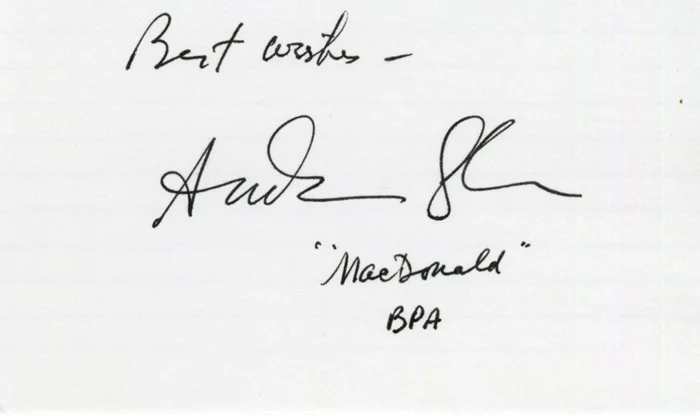 Best wishes -
"MacDonald"
BPA